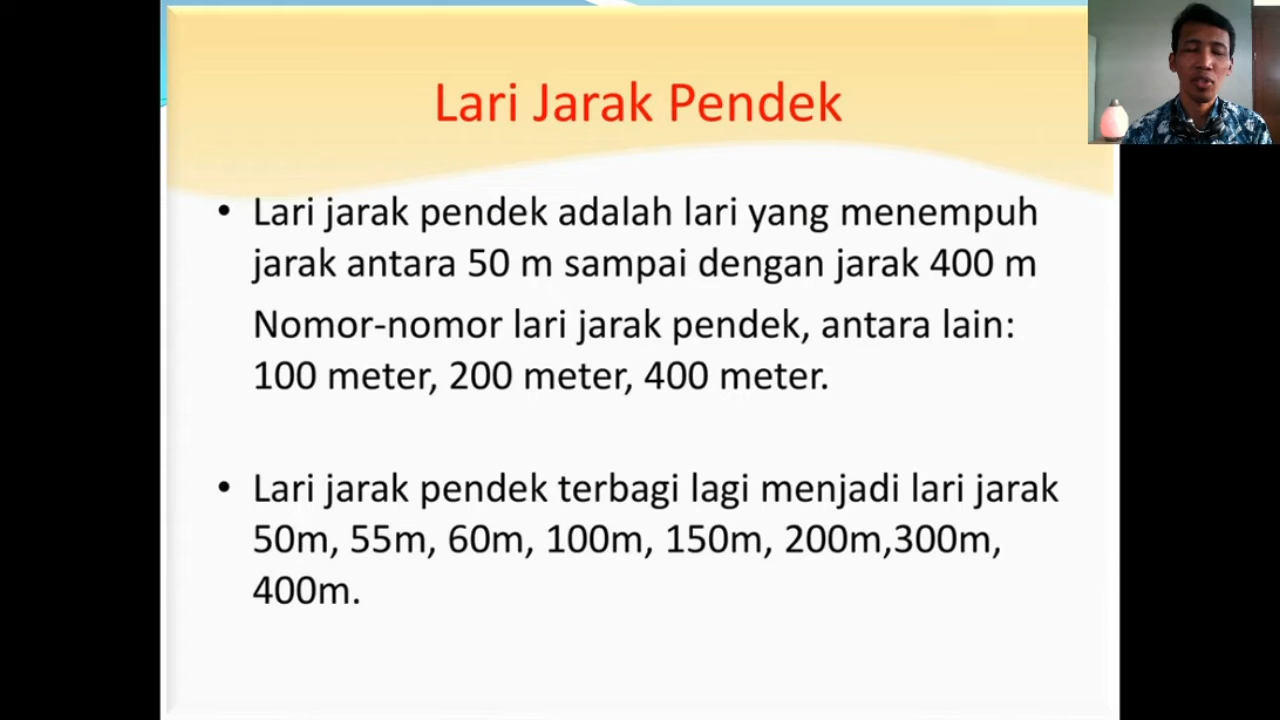 Lari Jarak Pendek
• Lari jarak pendek adalah lari yang menempuh
jarak antara 50 m sampai dengan jarak 400 m
Nomor-nomor lari jarak pendek, antara lain:
100 meter, 200 meter, 400 meter.
• Lari jarak pendek terbagi lagi menjadi lari jarak
50m, 55m, 60m, 100m, 150m, 200m,300m,
400m.